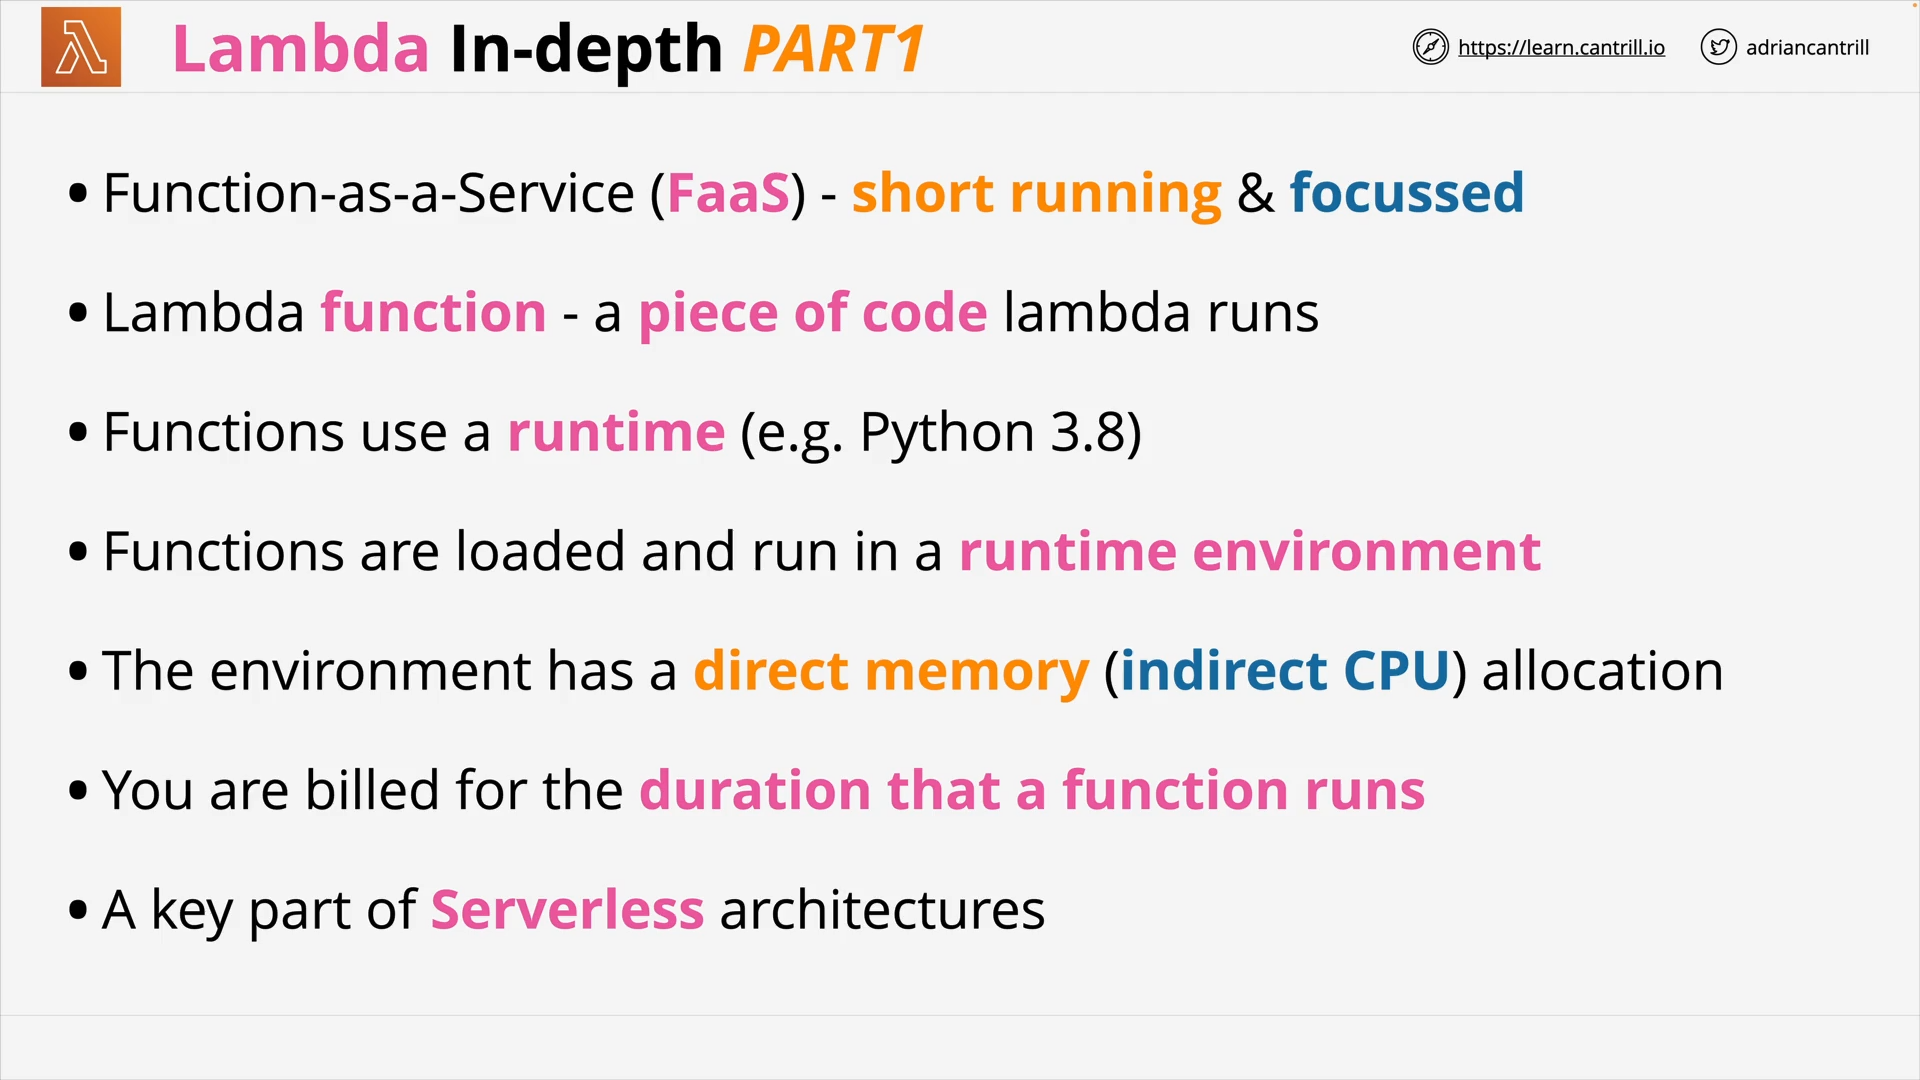 Lambda In-depth PART1
https://learn.cantrill.io
adriancantrill
• Function-as-a-Service (FaaS) - short running & focussed
• Lambda function - a piece of code lambda runs
• Functions use a runtime (e.g. Python 3.8)
• Functions are loaded and run in a runtime environment
• The environment has a direct memory (indirect CPU) allocation
• You are billed for the duration that a function runs
• A key part of Serverless architectures